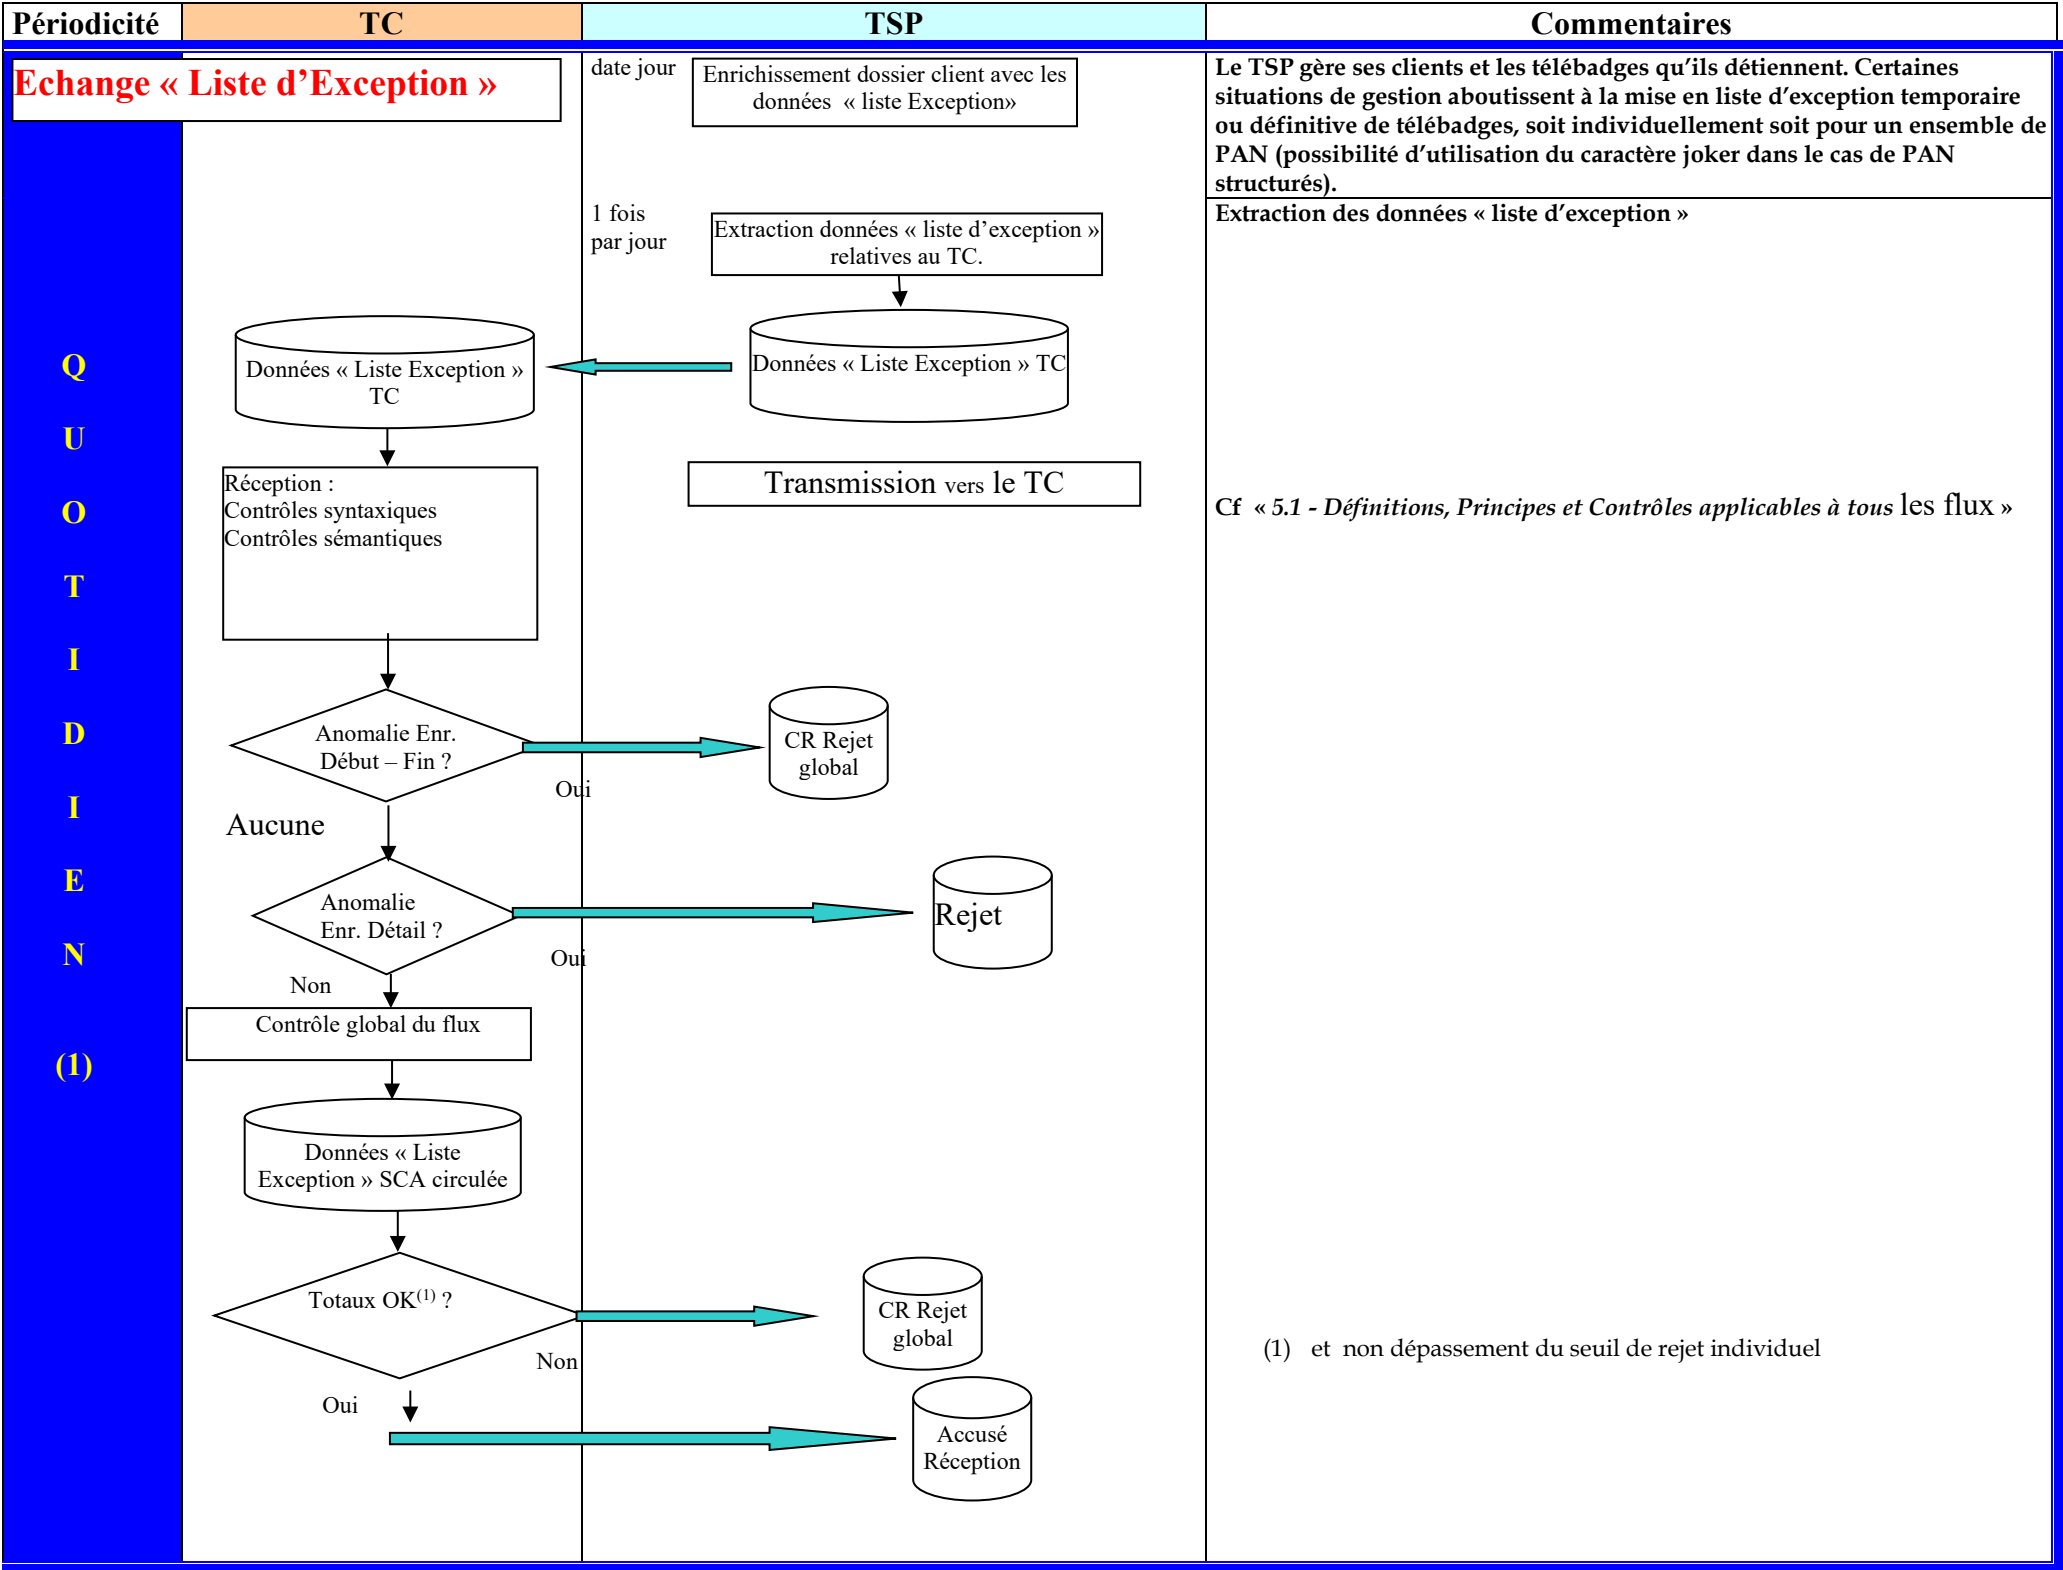 Périodicité
TC
TSP
Commentaires
Echange « Liste d’Exception »
date jour
Enrichissement dossier client avec les
données « liste Exception»
Le TSP gère ses clients et les télébadges qu’ils détiennent. Certaines
situations de gestion aboutissent à la mise en liste d’exception temporaire
ou définitive de télébadges, soit individuellement soit pour un ensemble de
PAN (possibilité d’utilisation du caractère joker dans le cas de PAN
structurés).
1 fois
par jour
Extraction données « liste d’exception »
relatives au TC.
Extraction des données « liste d’exception »
Données « Liste Exception »
TC
Données « Liste Exception » TC
Q
U
O
T
I
D
I
E
N
(1)
Réception :
Contrôles syntaxiques
Contrôles sémantiques
Transmission vers le TC
Cf « 5.1 - Définitions, Principes et Contrôles applicables à tous les flux »
Anomalie Enr.
Début – Fin ?
Oui
CR Rejet
global
Aucune
Anomalie
Enr. Détail ?
Oui
Rejet
Non
Contrôle global du flux
Données « Liste
Exception » SCA circulée
Totaux OK(1) ?
Non
CR Rejet
global
(1) et non dépassement du seuil de rejet individuel
Oui
Accusé
Réception